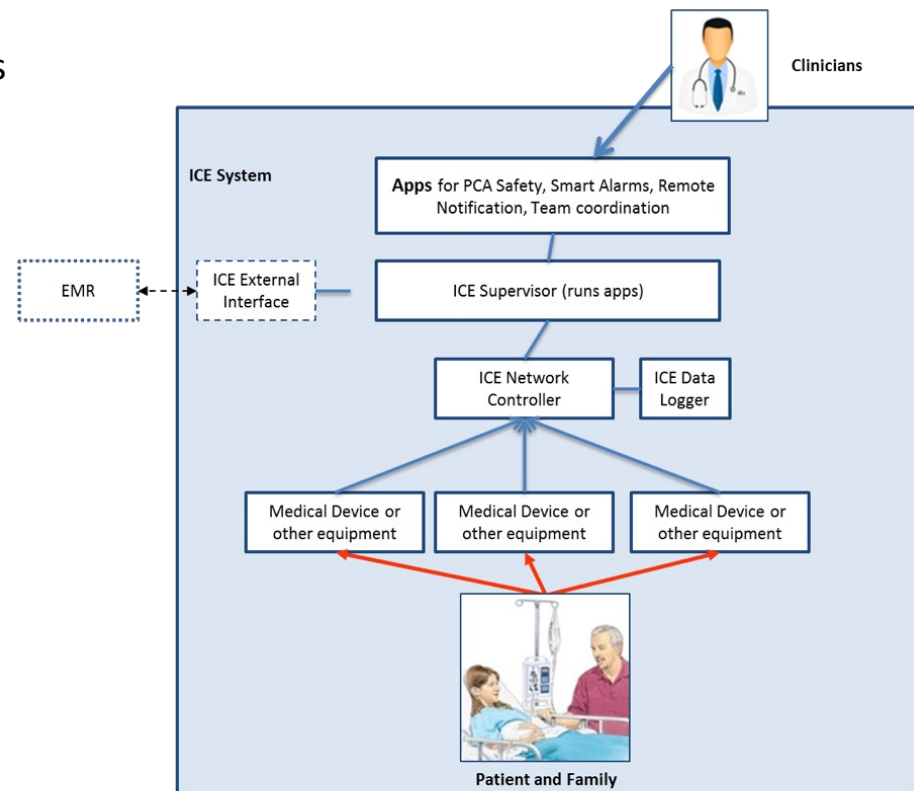 s
Clinicians
ICE System
Apps for PCA Safety, Smart Alarms, Remote
Notification, Team coordination
EMR
ICE External
Interface
ICE Supervisor (runs apps)
ICE Network
Controller
ICE Data
Logger
Medical Device or
other equipment
Medical Device or
other equipment
Medical Device or
other equipment
Patient and Family